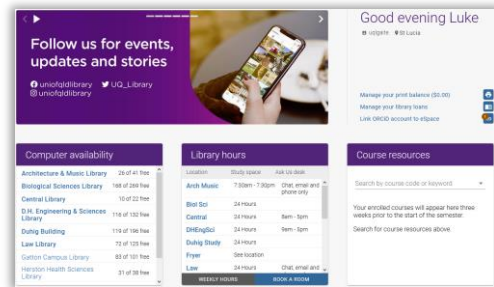 Follow us for events,
updates and stories
uniofqldlibrary UQ_Library
uniofqldlibrary
Good evening Luke
St Lucia
Manage your print balance ($0.00)
Manage your library loans
Link ORCiD account to eSpace
Computer availability
Architecture & Music Library 26 of 41 free
Biological Sciences Library 168 of 269 free
Central Library 10 of 22 free
D.H. Engineering & Sciences
Library 116 of 132 free
Duhig Building 119 of 196 free
Law Library 72 of 125 free
Gatton Campus Library 83 of 101 free
Herston Health Sciences
Library 31 of 38 free
Library hours
Location Study space Ask Us desk
Arch Music 7:30am - 7:30pm Chat, email and
phone only
Biol Sci 24 Hours
Central 24 Hours 8am - 8pm
DHEngSci 24 Hours 9am - 5pm
Duhig Study 24 Hours
Fryer See location
Law 24 Hours Chat, email and
WEEKLY HOURS BOOK A ROOM
Course resources
Search by course code or keyword
Your enrolled courses will appear here three
weeks prior to the start of the semester.
Search for course resources above.